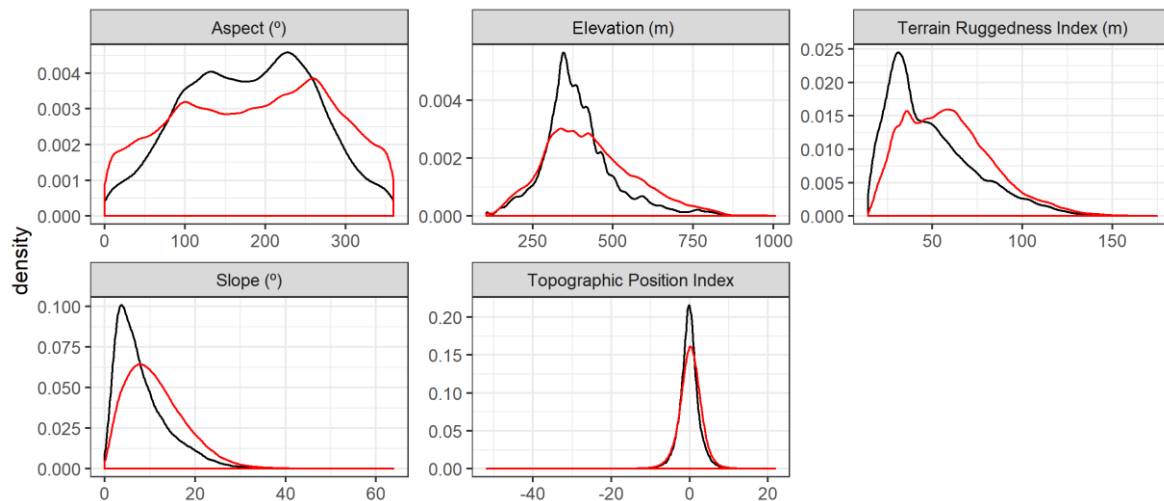 Aspect (º)
Elevation (m)
Terrain Ruggedness Index (m)
0.004
0.003
0.002
0.001
0.000
0 100 200 300
0.004
0.002
0.000
250 500 750 1000
0.025
0.020
0.015
0.010
0.005
0.000
50 100 150
density
Slope (º)
Topographic Position Index
0.100
0.075
0.050
0.025
0.000
0 20 40 60
0.20
0.15
0.10
0.05
0.00
-40 -20 0 20